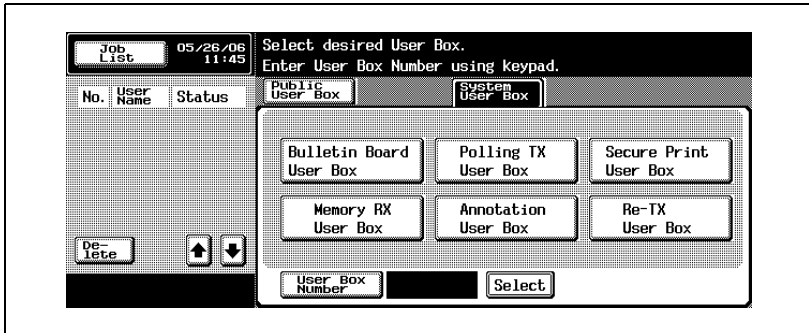 Job
List
05/26/06
11:45
Select desired User Box.
Enter User Box Number using keypad.
No. User
Name Status
Public
User Box
System
User Box
Bulletin Board
User Box
Polling TX
User Box
Secure Print
User Box
Memory RX
User Box
Annotation
User Box
Re-TX
User Box
De-
lete
User Box
Number
Select